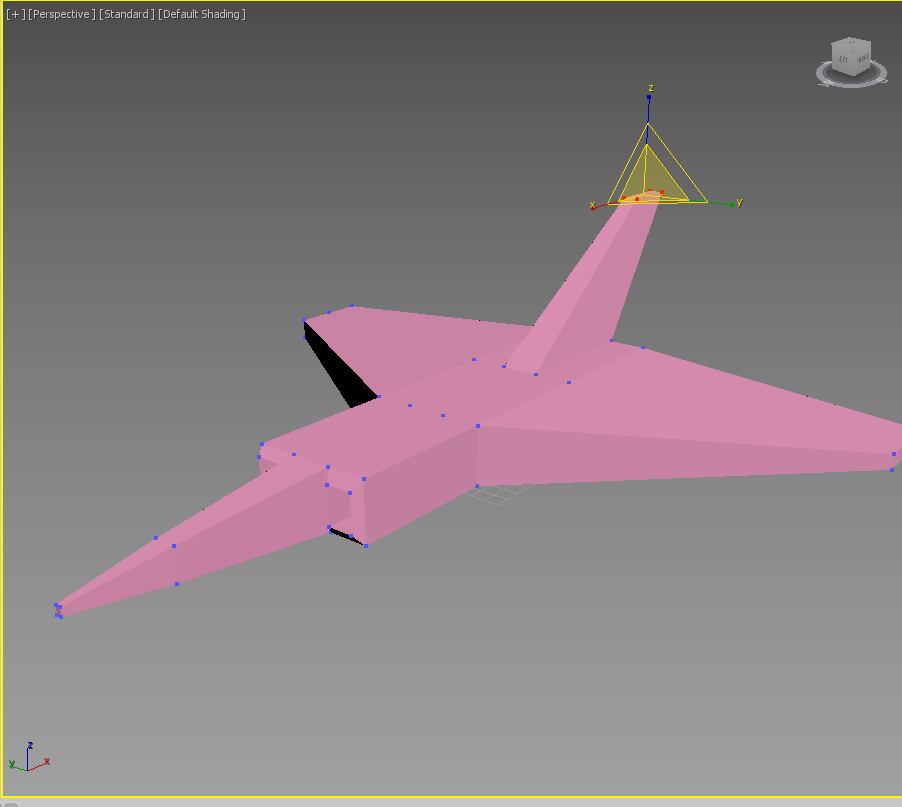 [+] [Perspective] [Standard] [Default Shading]
z
x
y
z
y
x